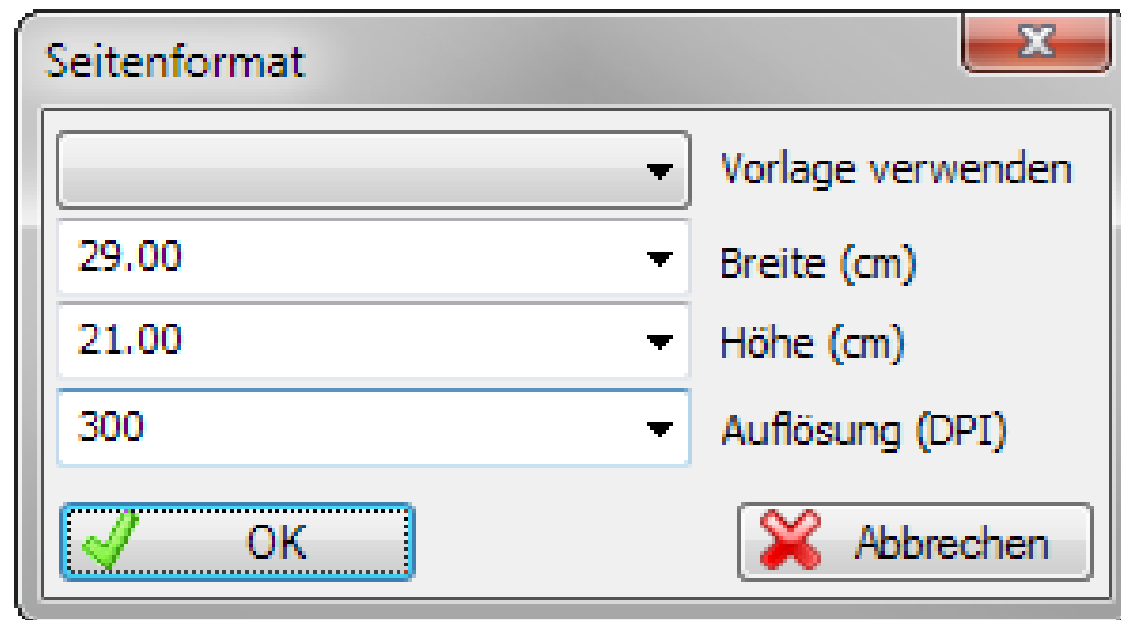 Seitenformat
Vorlage verwenden
29.00 Breite (cm)
21.00 Höhe (cm)
300 Auflösung (DPI)
OK Abbrechen